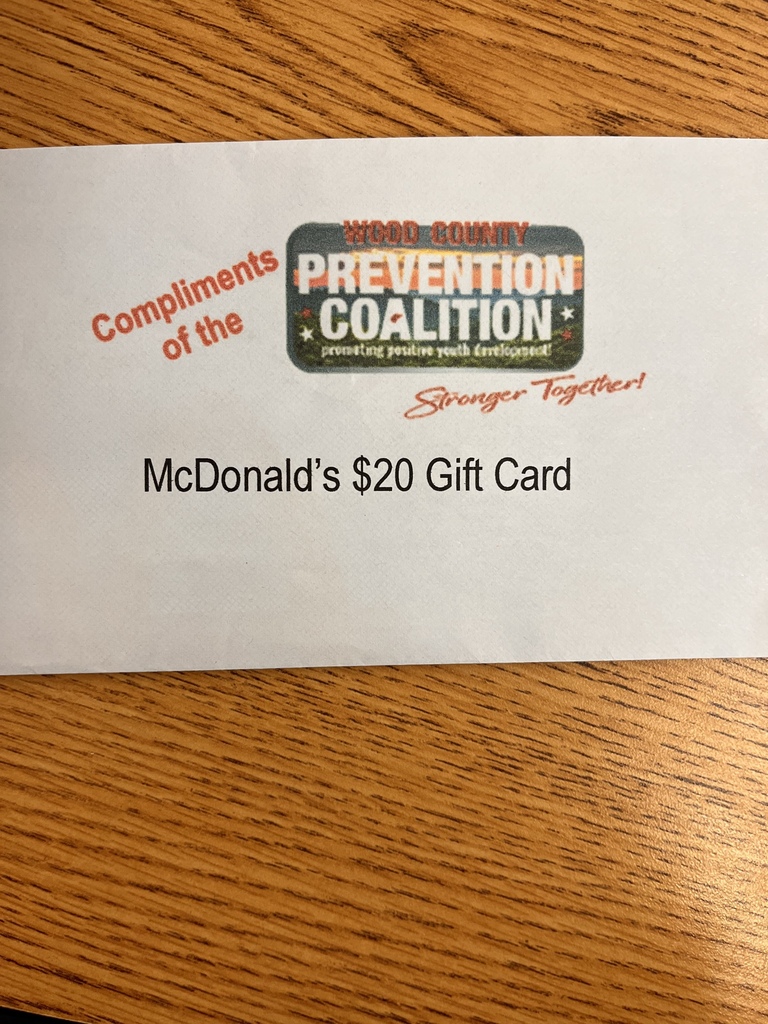 Compliments
of the
WOOD COUNTY
PREVENTION
COALITION
promoting positive youth development!
Stronger Together!
McDonald's $20 Gift Card